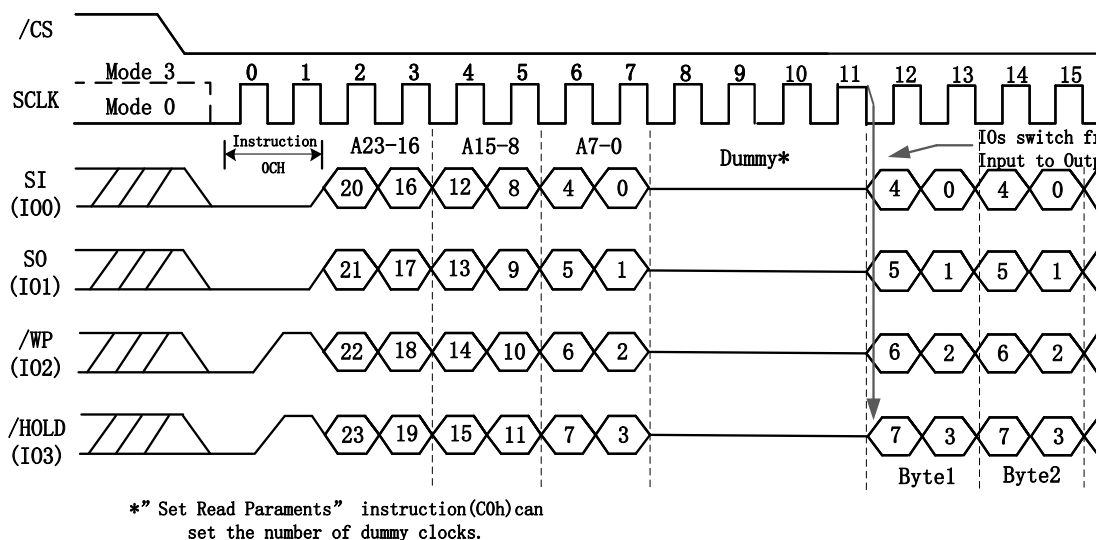 /CS
Mode 3
0 1 2 3 4 5 6 7 8 9 10 11 12 13 14 15
SCLK
Mode 0
Instruction
OCH
A23-16 A15-8 A7-0
Dummy*
IOs switch fr
Input to Outp
SI
(IO0)
20 16 12 8 4 0 4 0 4 0
SO
(IO1)
21 17 13 9 5 1 5 1 5 1
/WP
(IO2)
22 18 14 10 6 2 6 2 6 2
/HOLD
(IO3)
23 19 15 11 7 3 7 3 7 3
Byte1 Byte2
*” Set Read Paraments” instruction(C0h)can
set the number of dummy clocks.